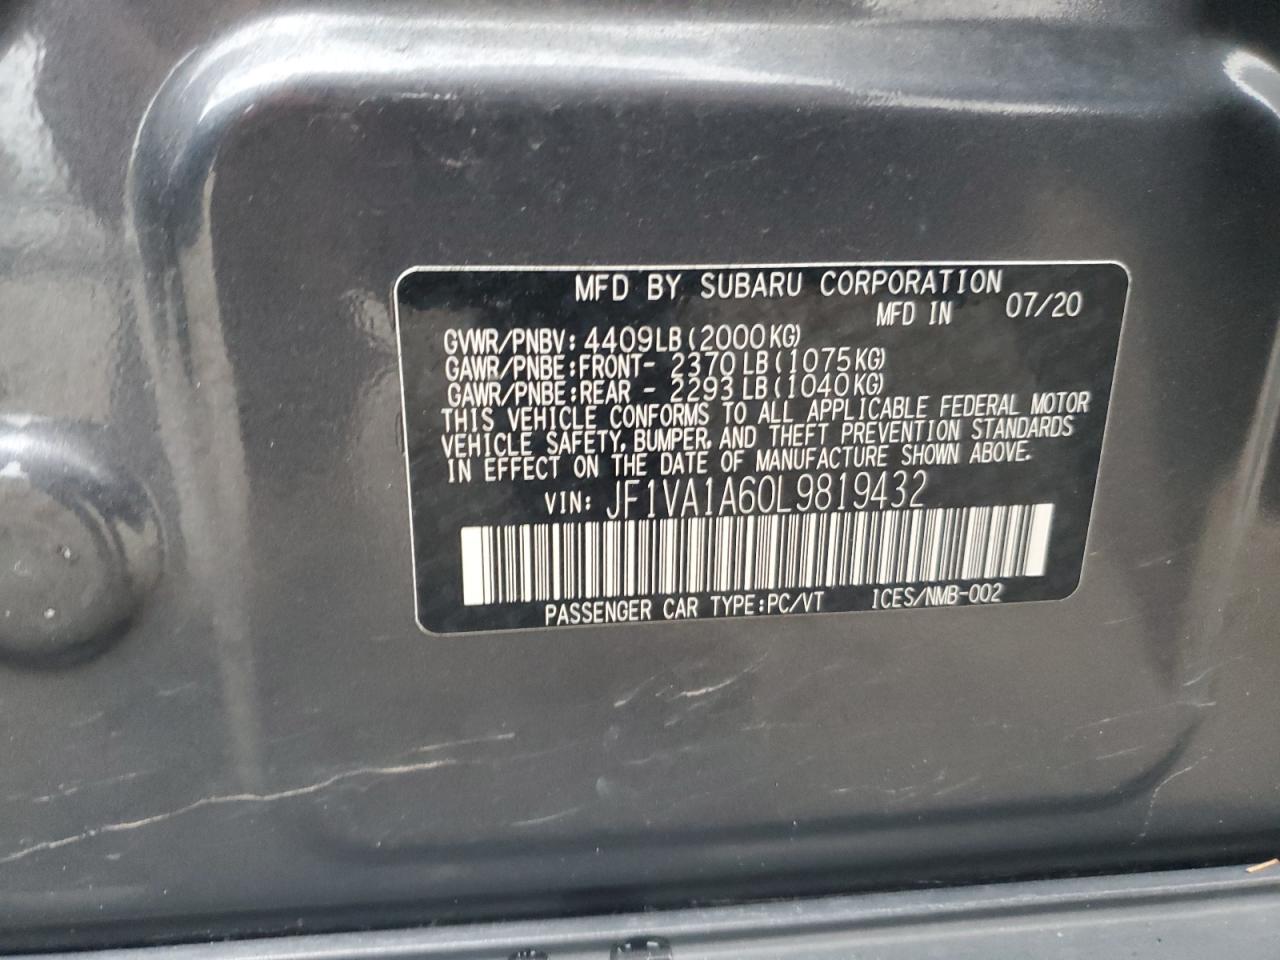 MFD BY SUBARU CORPORATION
MFD IN 07/20
GVWR/PNBV: 4409LB(2000KG)
GAWR/PNBE:FRONT- 2370LB(1075KG)
GAWR/PNBE:REAR - 2293LB(1040KG)
THIS VEHICLE CONFORMS TO ALL APPLICABLE FEDERAL MOTOR
VEHICLE SAFETY, BUMPER, AND THEFT PREVENTION STANDARDS
IN EFFECT ON THE DATE OF MANUFACTURE SHOWN ABOVE.
VIN: JF1VA1A60L9819432
PASSENGER CAR TYPE:PC/VT ICES/NMB-002